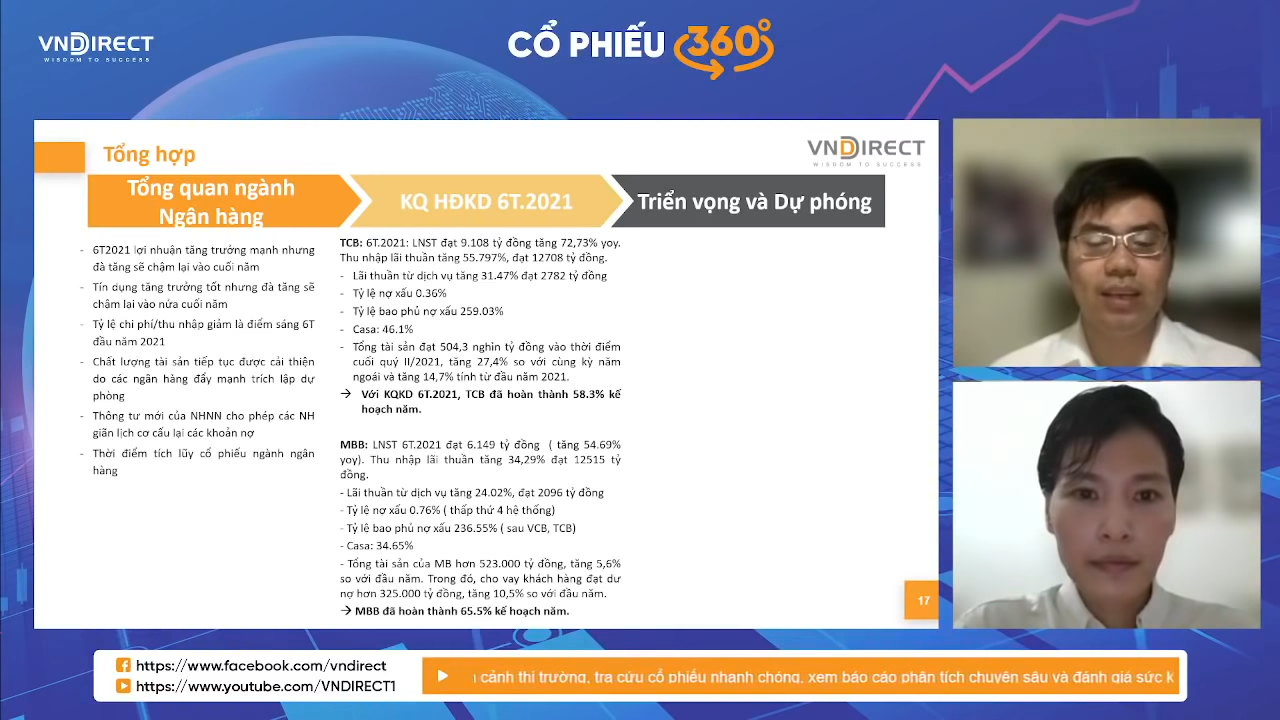 VNDIRECT
WISDOM TO SUCCESS
CỔ PHIẾU 360°
Tổng hợp
VNDIRECT
WISDOM TO SUCCESS
Tổng quan ngành
Ngân hàng
KQ HĐKD 6T.2021
Triển vọng và Dự phóng
- 6T2021 lợi nhuận tăng trưởng mạnh nhưng
đà tăng sẽ chậm lại vào cuối năm
- Tín dụng tăng trưởng tốt nhưng đà tăng sẽ
chậm lại vào nửa cuối năm
- Tỷ lệ chi phí/thu nhập giảm là điểm sáng 6T
đầu năm 2021
- Chất lượng tài sản tiếp tục được cải thiện
do các ngân hàng đẩy mạnh trích lập dự
phòng
- Thông tư mới của NHNN cho phép các NH
giãn lịch cơ cấu lại các khoản nợ
- Thời điểm tích lũy cổ phiếu ngành ngân
hàng
TCB: 6T.2021: LNST đạt 9.108 tỷ đồng tăng 72,73% yoy.
Thu nhập lãi thuần tăng 55.797%, đạt 12708 tỷ đồng.
- Lãi thuần từ dịch vụ tăng 31.47% đạt 2782 tỷ đồng
- Tỷ lệ nợ xấu 0.36%
- Tỷ lệ bao phủ nợ xấu 259.03%
- Casa: 46.1%
- Tổng tài sản đạt 504,3 nghìn tỷ đồng vào thời điểm
cuối quý II/2021, tăng 27,4% so với cùng kỳ năm
ngoái và tăng 14,7% tính từ đầu năm 2021.
→ Với KQKD 6T.2021, TCB đã hoàn thành 58.3% kế
hoạch năm.
MBB: LNST 6T.2021 đạt 6.149 tỷ đồng ( tăng 54.69%
yoy). Thu nhập lãi thuần tăng 34,29% đạt 12515 tỷ
đồng.
- Lãi thuần từ dịch vụ tăng 24.02%, đạt 2096 tỷ đồng
- Tỷ lệ nợ xấu 0.76% ( thấp thứ 4 hệ thống)
- Tỷ lệ bao phủ nợ xấu 236.55% ( sau VCB, TCB)
- Casa: 34.65%
- Tổng tài sản của MB hơn 523.000 tỷ đồng, tăng 5,6%
so với đầu năm. Trong đó, cho vay khách hàng đạt dư
nợ hơn 325.000 tỷ đồng, tăng 10,5% so với đầu năm.
→ MBB đã hoàn thành 65.5% kế hoạch năm.
17
https://www.facebook.com/vndirect
https://www.youtube.com/VNDIRECT1
cảnh thị trường, tra cứu cổ phiếu nhanh chóng, xem báo cáo phân tích chuyên sâu và đánh giá sức